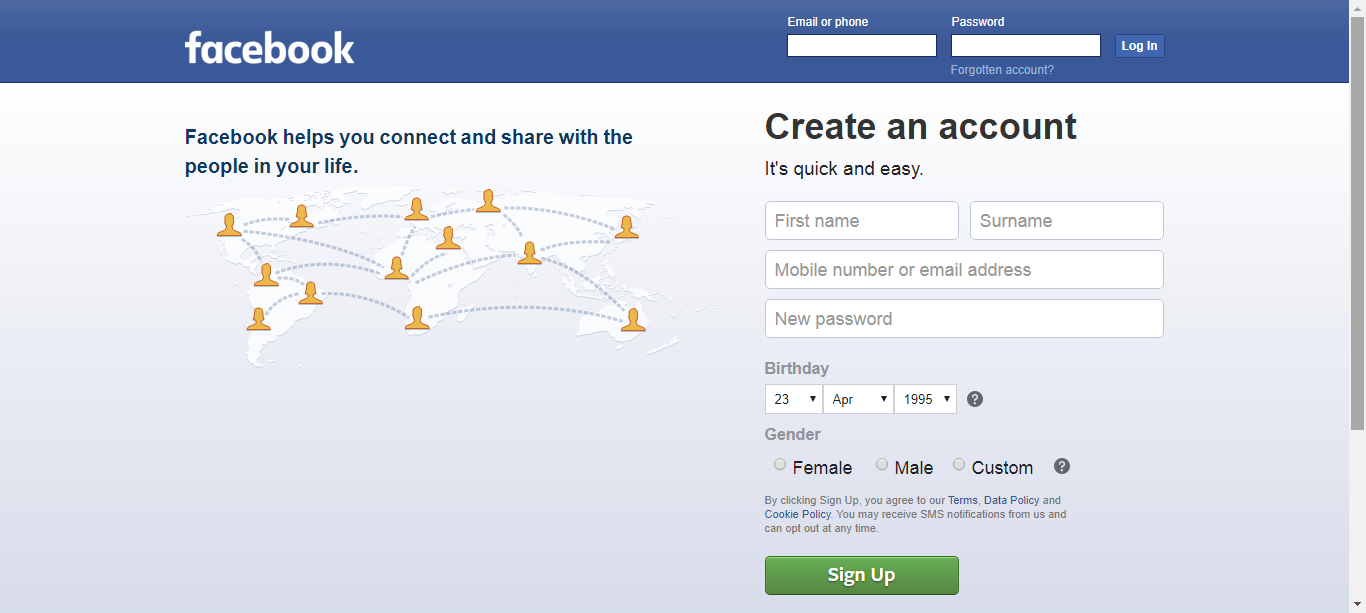 Email or phone Password
facebook
Log In
Forgotten account?
Facebook helps you connect and share with the
people in your life.
Create an account
It's quick and easy.
First name Surname
Mobile number or email address
New password
Birthday
23 Apr 1995 ?
Gender
Female Male Custom ?
By clicking Sign Up, you agree to our Terms, Data Policy and
Cookie Policy. You may receive SMS notifications from us and
can opt out at any time.
Sign Up